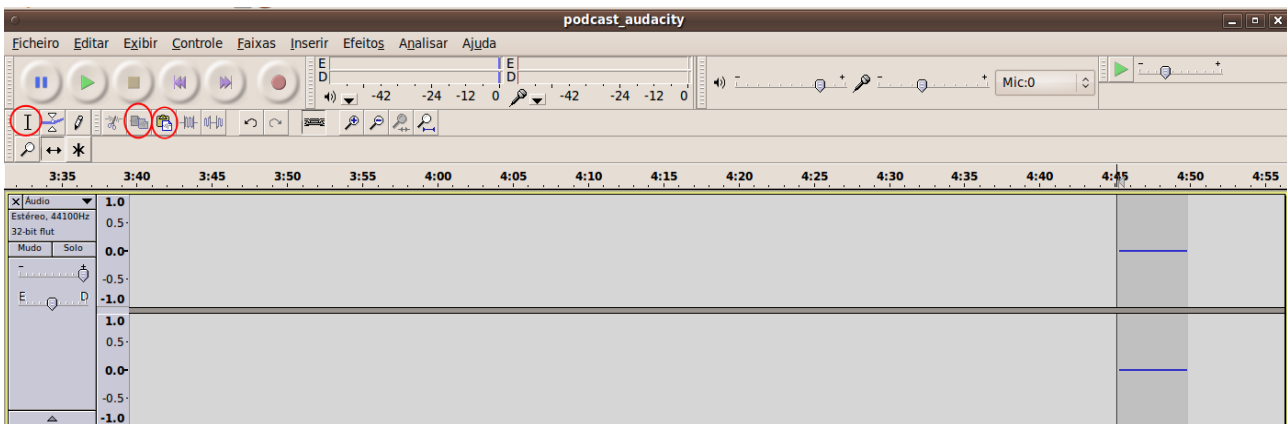 podcast_audacity
Ficheiro Editar Exibir Controle Faixas Inserir Efeitos Analisar Ajuda
E
D
-42 -24 -12 0
E
D
-42 -24 -12 0
- +
- +
Mic:0
- +
3:35 3:40 3:45 3:50 3:55 4:00 4:05 4:10 4:15 4:20 4:25 4:30 4:35 4:40 4:45 4:50 4:55
X Áudio
Estéreo, 44100Hz
32-bit flut
Mudo Solo
- +
E D
1.0
0.5
0.0
-0.5
-1.0
1.0
0.5
0.0
-0.5
-1.0